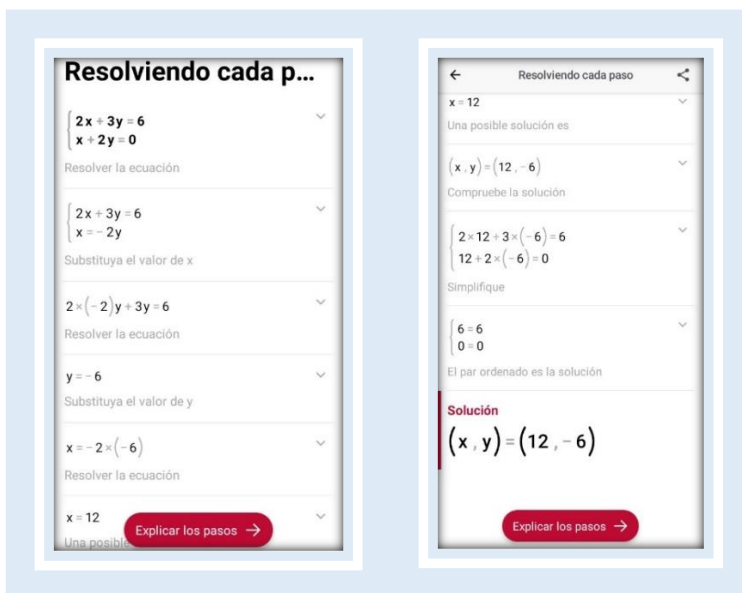 Resolviendo cada p...
2x + 3y = 6
x + 2y = 0
Resolver la ecuación
2x + 3y = 6
x = - 2y
Substituya el valor de x
2 × (- 2) y + 3y = 6
Resolver la ecuación
y = - 6
Substituya el valor de y
x = - 2 × (- 6)
Resolver la ecuación
x = 12
Una posible
Explicar los pasos →
← Resolviendo cada paso
x = 12
Una posible solución es
(x , y) = (12 , - 6)
Compruebe la solución
2 × 12 + 3 × (- 6) = 6
12 + 2 × (- 6) = 0
Simplifique
6 = 6
0 = 0
El par ordenado es la solución
Solución
(x , y) = (12 , - 6)
Explicar los pasos →